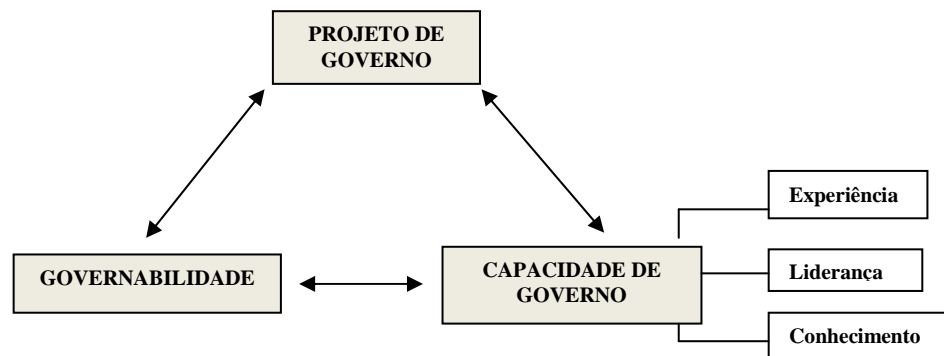 PROJETO DE
GOVERNO
GOVERNABILIDADE
CAPACIDADE DE
GOVERNO
Experiência
Liderança
Conhecimento